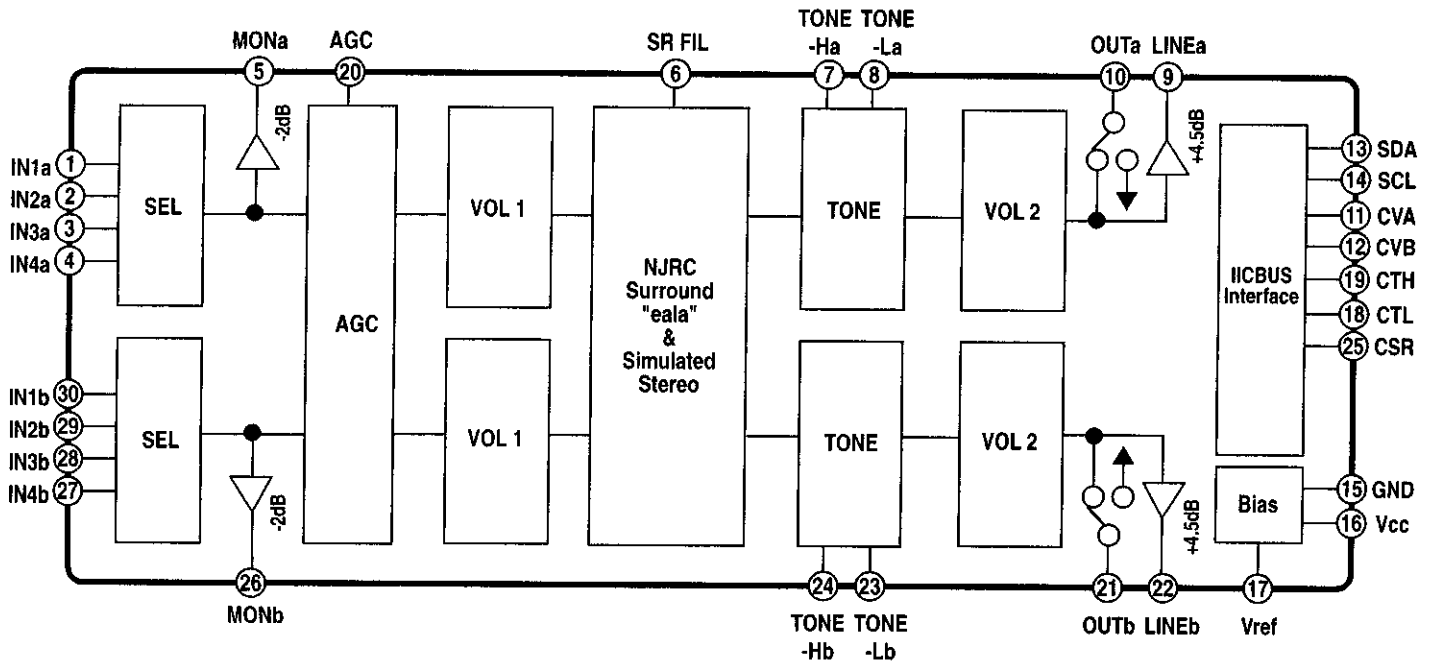 TONE TONE
MONa AGC SR FIL -Ha -La OUTa LINEa
5 20 6 7 8 10 9
-2dB
+4.5dB
IN1a 1
IN2a 2
IN3a 3
IN4a 4
SEL
VOL 1
TONE
VOL 2
13 SDA
14 SCL
11 CVA
12 CVB
19 CTH
18 CTL
25 CSR
IICBUS
Interface
AGC
NJRC
Surround
"eala"
&
Simulated
Stereo
IN1b 30
IN2b 29
IN3b 28
IN4b 27
SEL
VOL 1
TONE
VOL 2
-2dB
+4.5dB
Bias
15 GND
16 Vcc
26 24 23 21 22 17
MONb
TONE TONE
-Hb -Lb
OUTb LINEb Vref